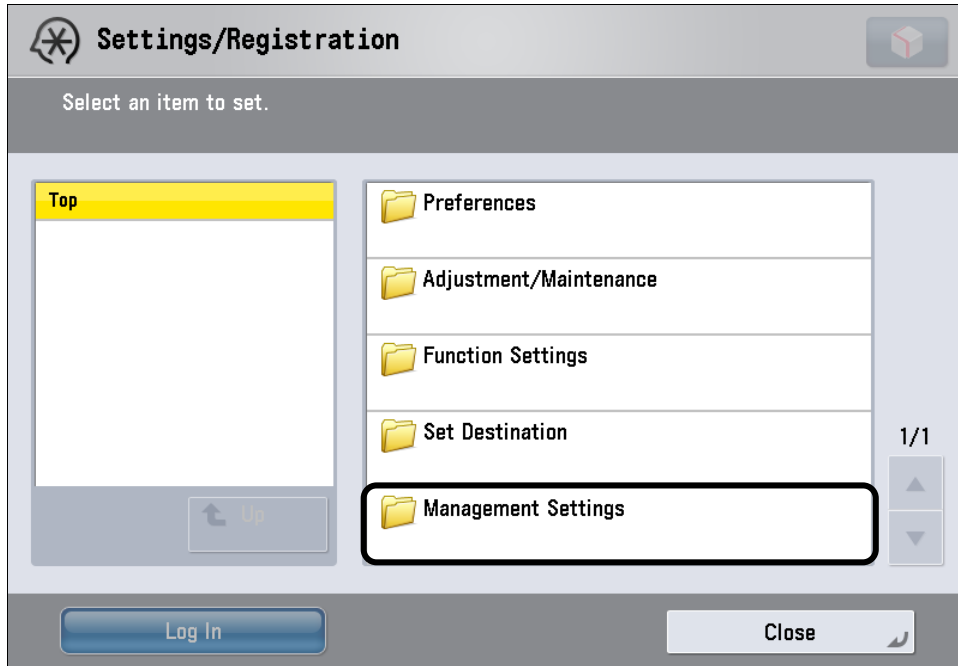 Settings/Registration
Select an item to set.
Top
Preferences
Adjustment/Maintenance
Function Settings
Set Destination
1/1
Management Settings
Up
Log In
Close